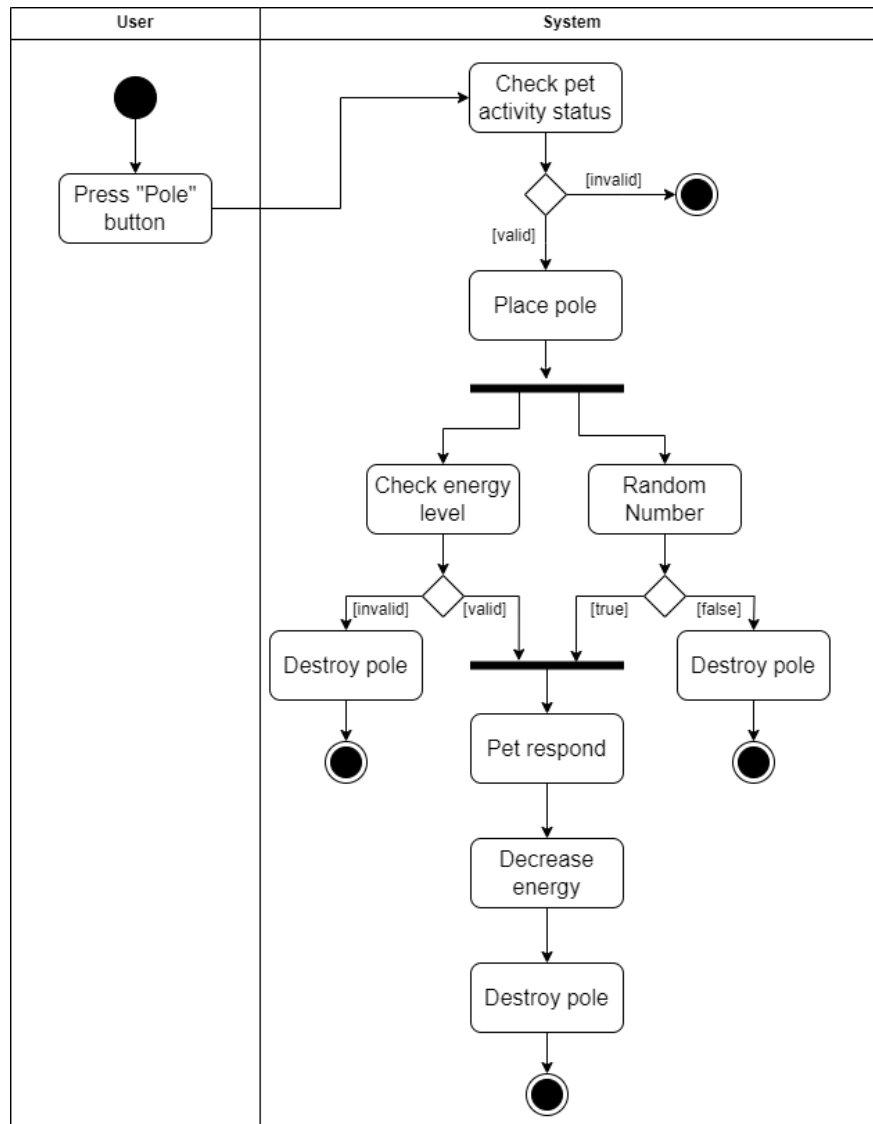 User
System
Check pet
activity status
[invalid]
Press "Pole"
button
[valid]
Place pole
Check energy
level
Random
Number
[invalid]
[valid]
[true]
[false]
Destroy pole
Destroy pole
Pet respond
Decrease
energy
Destroy pole